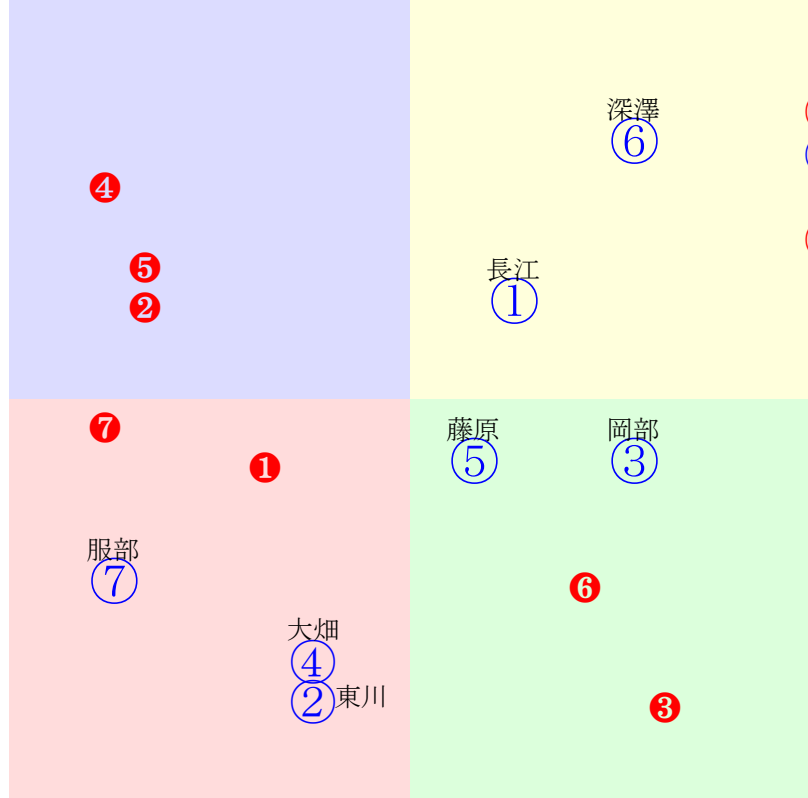 深澤
⑥
❹
❺
長江
❷
①
❼
藤原
岡部
❶
⑤
③
服部
⑦
❻
大畑
④
②東川
❸